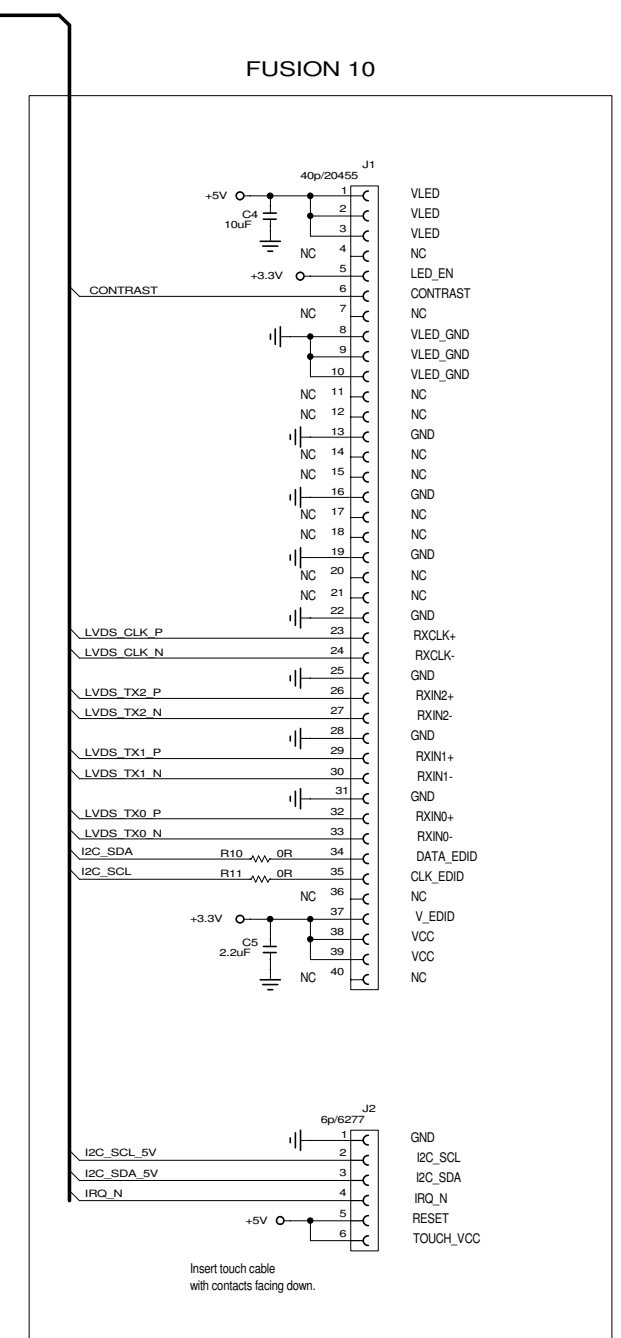 FUSION 10
J1
40p/20455
+5V 1 VLED
C4 2 VLED
10uF 3 VLED
NC 4 NC
+3.3V 5 LED_EN
CONTRAST 6 CONTRAST
NC 7 NC
8 VLED_GND
9 VLED_GND
10 VLED_GND
NC 11 NC
NC 12 NC
13 GND
NC 14 NC
NC 15 NC
16 GND
NC 17 NC
NC 18 NC
19 GND
NC 20 NC
NC 21 NC
22 GND
LVDS_CLK_P 23 RXCLK+
LVDS_CLK_N 24 RXCLK-
25 GND
LVDS_TX2_P 26 RXIN2+
LVDS_TX2_N 27 RXIN2-
28 GND
LVDS_TX1_P 29 RXIN1+
LVDS_TX1_N 30 RXIN1-
31 GND
LVDS_TX0_P 32 RXIN0+
LVDS_TX0_N 33 RXIN0-
I2C_SDA R10 0R 34 DATA_EDID
I2C_SCL R11 0R 35 CLK_EDID
NC 36 NC
+3.3V 37 V_EDID
C5 38 VCC
2.2uF 39 VCC
NC 40 NC
J2
6p/6277
1 GND
I2C_SCL_5V 2 I2C_SCL
I2C_SDA_5V 3 I2C_SDA
IRQ_N 4 IRQ_N
+5V 5 RESET
6 TOUCH_VCC
Insert touch cable
with contacts facing down.